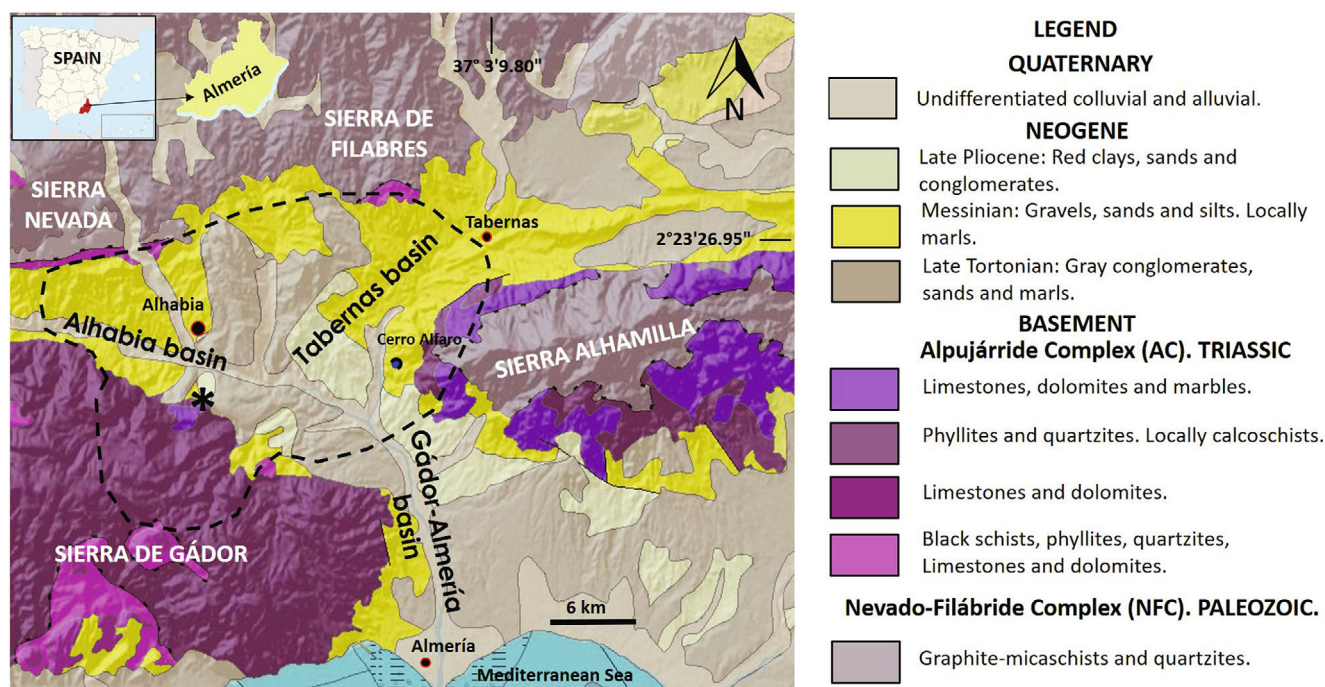 SPAIN
Almería
37° 3'9.80"
N
SIERRA DE
FILABRES
SIERRA
NEVADA
Tabernas
2°23'26.95"
Alhabia
Tabernas basin
Alhabia basin
Cerro Alfaro
SIERRA ALHAMILLA
*
Gádor-Almería
basin
SIERRA DE GÁDOR
6 km
Almería
Mediterranean Sea
LEGEND
QUATERNARY
Undifferentiated colluvial and alluvial.
NEOGENE
Late Pliocene: Red clays, sands and
conglomerates.
Messinian: Gravels, sands and silts. Locally
marls.
Late Tortonian: Gray conglomerates,
sands and marls.
BASEMENT
Alpujárride Complex (AC). TRIASSIC
Limestones, dolomites and marbles.
Phyllites and quartzites. Locally calcoschists.
Limestones and dolomites.
Black schists, phyllites, quartzites,
Limestones and dolomites.
Nevado-Filábride Complex (NFC). PALEOZOIC.
Graphite-micaschists and quartzites.